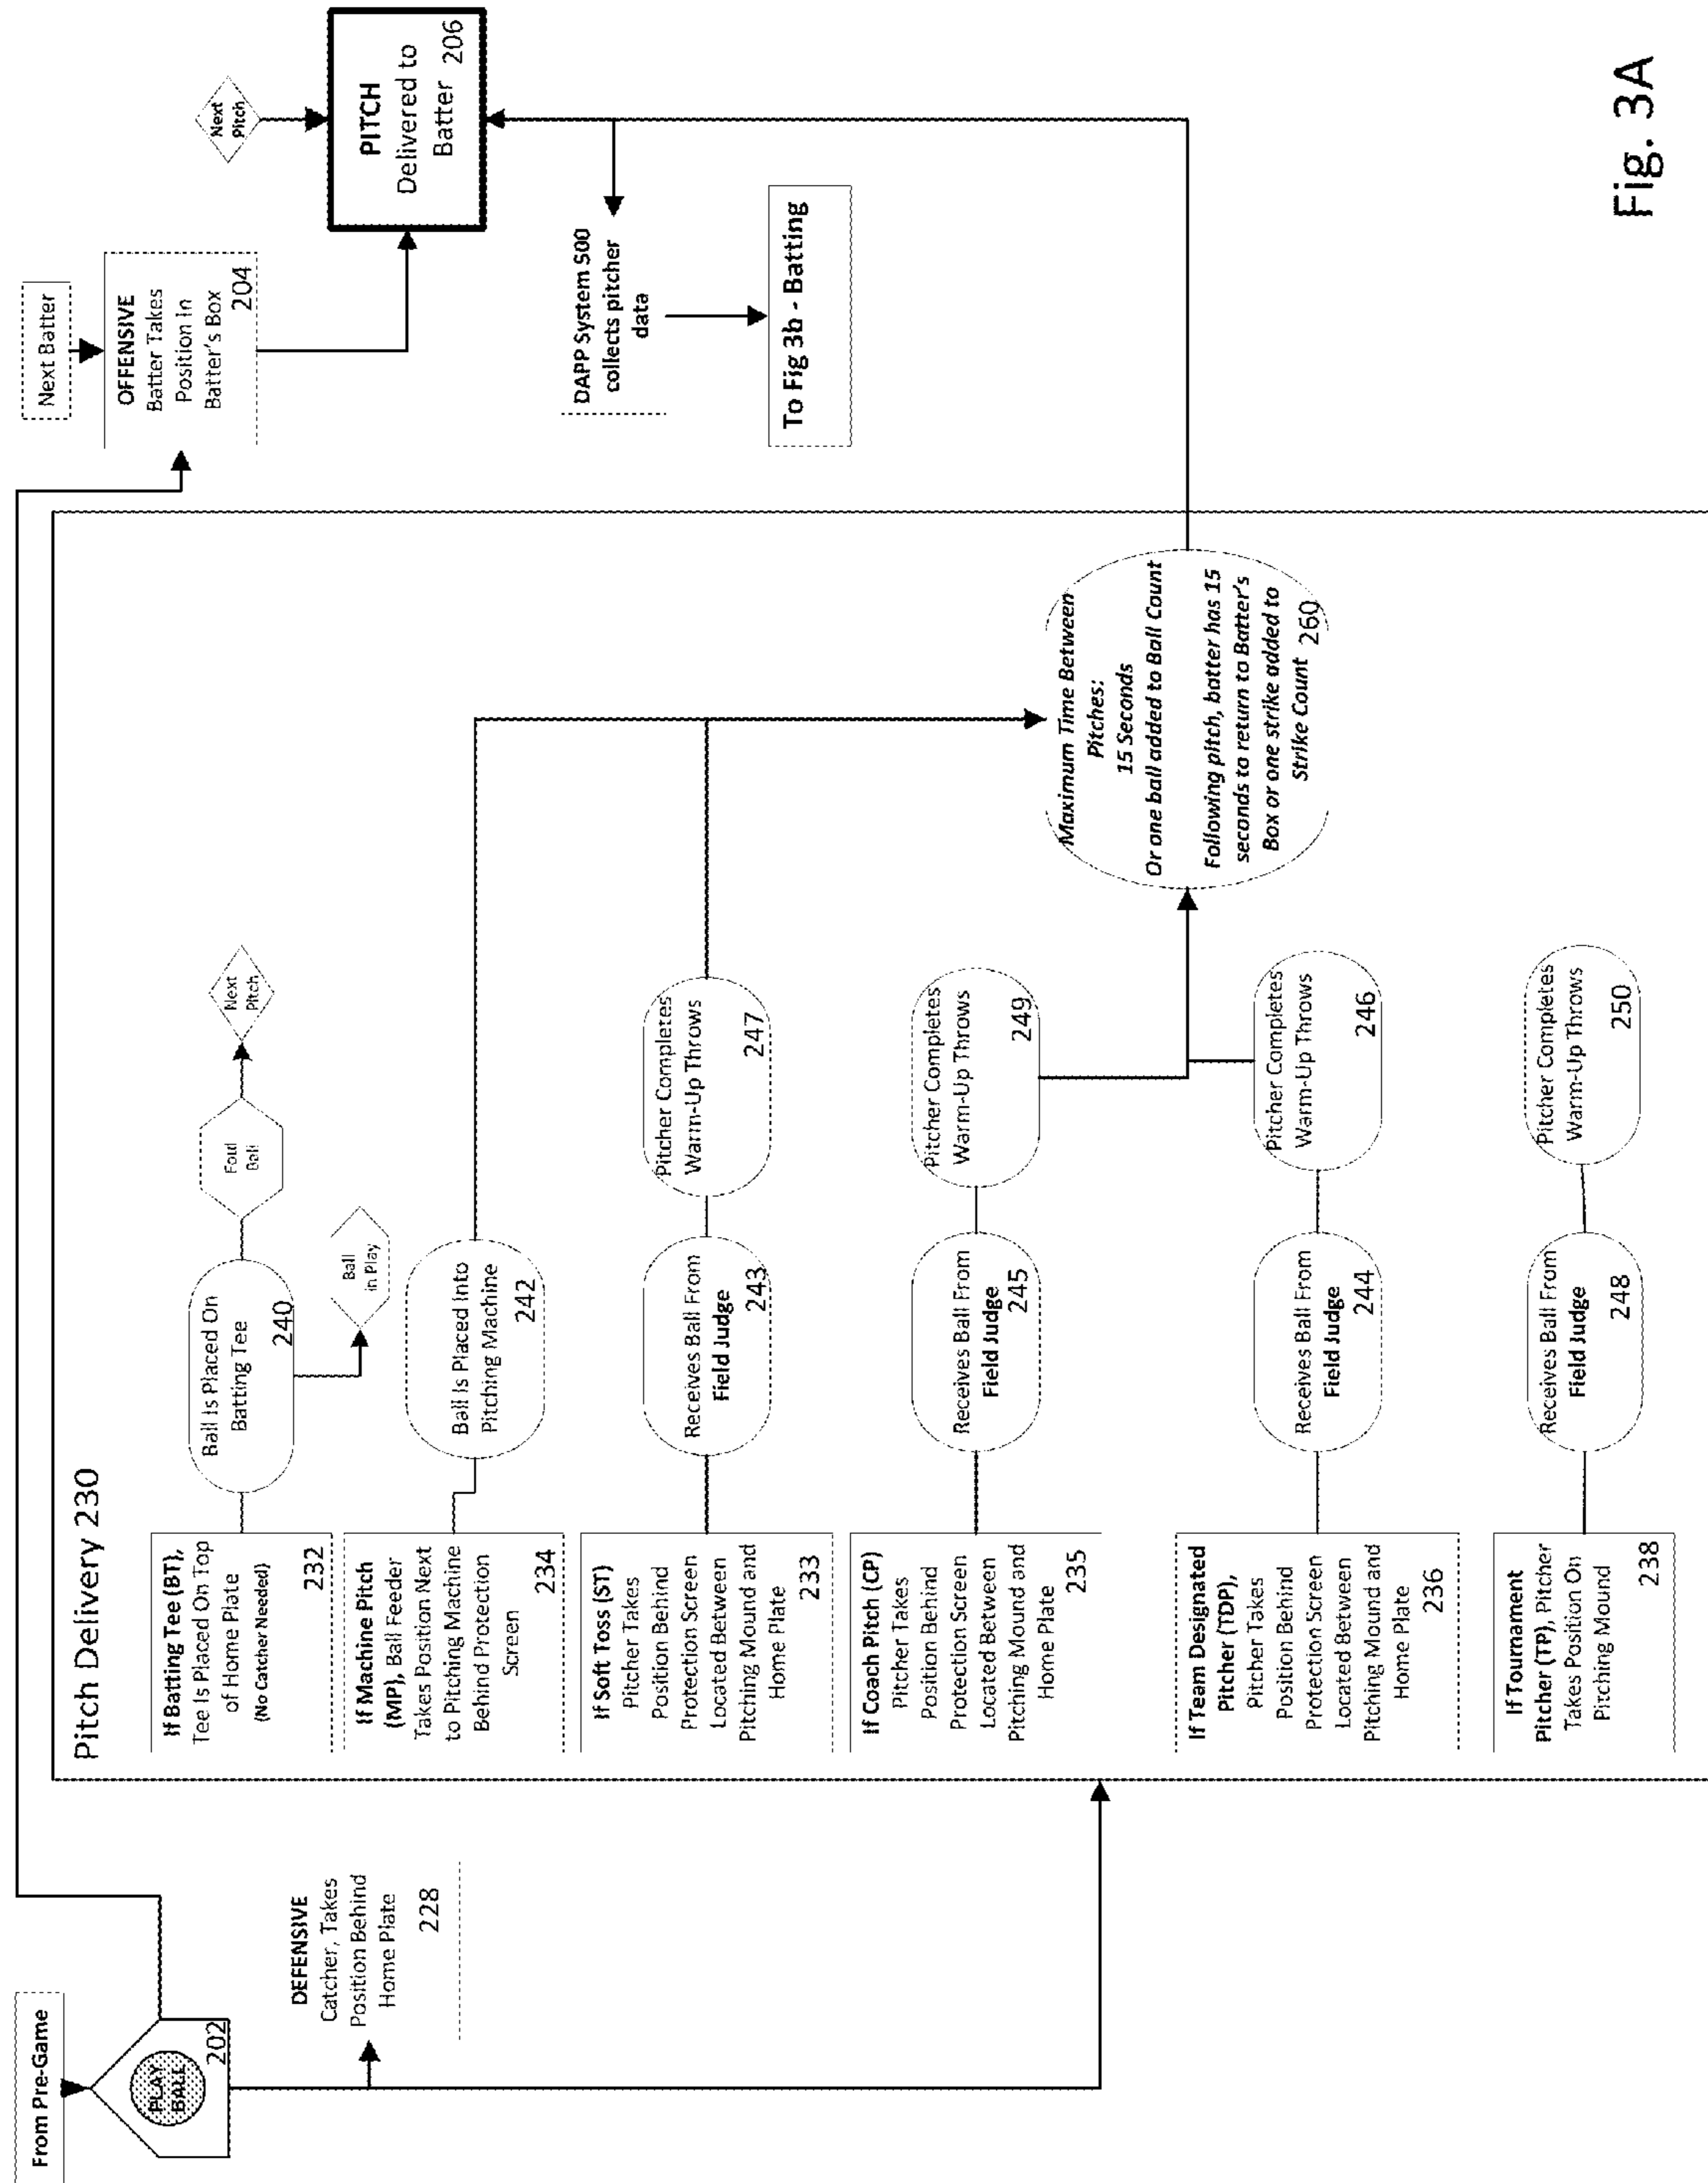 From Pre-Game
PLAY
BALL
202
DEFENSIVE
Catcher, Takes
Position Behind
Home Plate
228
Next Batter
OFFENSIVE
Batter Takes
Position In
Batter's Box
204
Next
Pitch
PITCH
Delivered to
Batter 206
DAPP System 500
collects pitcher
data
To Fig 3b - Batting
Pitch Delivery 230
If Batting Tee (BT),
Tee Is Placed On Top
of Home Plate
(No Catcher Needed)
232
Ball Is Placed On
Batting Tee
240
Foul
Ball
Next
Pitch
Ball
in Play
If Machine Pitch
(MP), Ball Feeder
Takes Position Next
to Pitching Machine
Behind Protection
Screen
234
Ball Is Placed Into
Pitching Machine
242
If Soft Toss (ST)
Pitcher Takes
Position Behind
Protection Screen
Located Between
Pitching Mound and
Home Plate
233
Receives Ball From
Field Judge
243
Pitcher Completes
Warm-Up Throws
247
If Coach Pitch (CP)
Pitcher Takes
Position Behind
Protection Screen
Located Between
Pitching Mound and
Home Plate
235
Receives Ball From
Field Judge
245
Pitcher Completes
Warm-Up Throws
249
If Team Designated
Pitcher (TDP),
Pitcher Takes
Position Behind
Protection Screen
Located Between
Pitching Mound and
Home Plate
236
Receives Ball From
Field Judge
244
Pitcher Completes
Warm-Up Throws
246
If Tournament
Pitcher (TP), Pitcher
Takes Position On
Pitching Mound
238
Receives Ball From
Field Judge
248
Pitcher Completes
Warm-Up Throws
250
Maximum Time Between
Pitches:
15 Seconds
Or one ball added to Ball Count
Following pitch, batter has 15
seconds to return to Batter's
Box or one strike added to
Strike Count 260
Fig. 3A